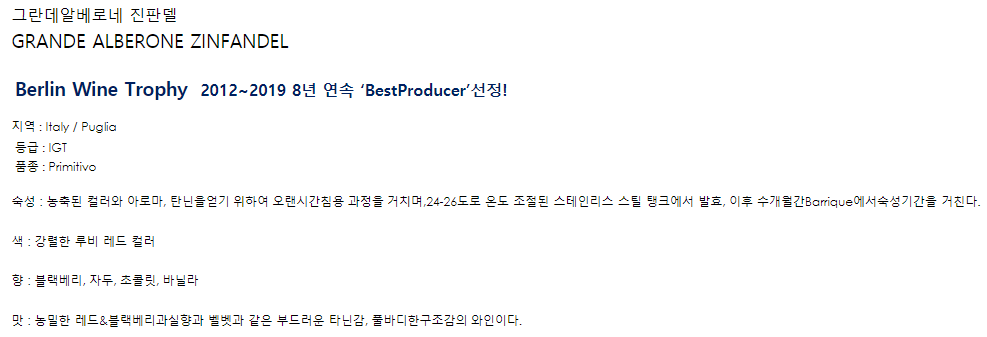 그란데알베로네 진판델
GRANDE ALBERONE ZINFANDEL
Berlin Wine Trophy 2012~2019 8년 연속 ‘BestProducer’선정!
지역 : Italy / Puglia
등급 : IGT
품종 : Primitivo
숙성 : 농축된 컬러와 아로마, 탄닌을얻기 위하여 오랜시간침용 과정을 거치며,24-26도로 온도 조절된 스테인리스 스틸 탱크에서 발효, 이후 수개월간Barrique에서숙성기간을 거친다.
색 : 강렬한 루비 레드 컬러
향 : 블랙베리, 자두, 초콜릿, 바닐라
맛 : 농밀한 레드&블랙베리과실향과 벨벳과 같은 부드러운 타닌감, 풀바디한구조감의 와인이다.